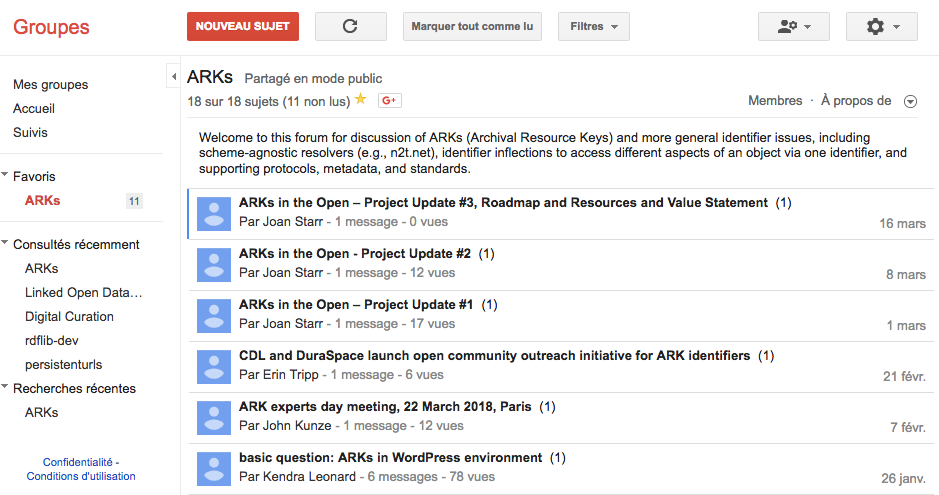 Groupes
NOUVEAU SUJET
Marquer tout comme lu
Filtres
Mes groupes
Accueil
Suivis
Favoris
ARKs 11
Consultés récemment
ARKs
Linked Open Data…
Digital Curation
rdflib-dev
persistenturls
Recherches récentes
ARKs
Confidentialité -
Conditions d'utilisation
ARKs Partagé en mode public
18 sur 18 sujets (11 non lus) G+
Membres · À propos de
Welcome to this forum for discussion of ARKs (Archival Resource Keys) and more general identifier issues, including
scheme-agnostic resolvers (e.g., n2t.net), identifier inflections to access different aspects of an object via one identifier, and
supporting protocols, metadata, and standards.
ARKs in the Open – Project Update #3, Roadmap and Resources and Value Statement (1)
Par Joan Starr - 1 message - 0 vues
16 mars
ARKs in the Open - Project Update #2 (1)
Par Joan Starr - 1 message - 12 vues
8 mars
ARKs in the Open – Project Update #1 (1)
Par Joan Starr - 1 message - 17 vues
1 mars
CDL and DuraSpace launch open community outreach initiative for ARK identifiers (1)
Par Erin Tripp - 1 message - 6 vues
21 févr.
ARK experts day meeting, 22 March 2018, Paris (1)
Par John Kunze - 1 message - 12 vues
7 févr.
basic question: ARKs in WordPress environment (1)
Par Kendra Leonard - 6 messages - 78 vues
26 janv.